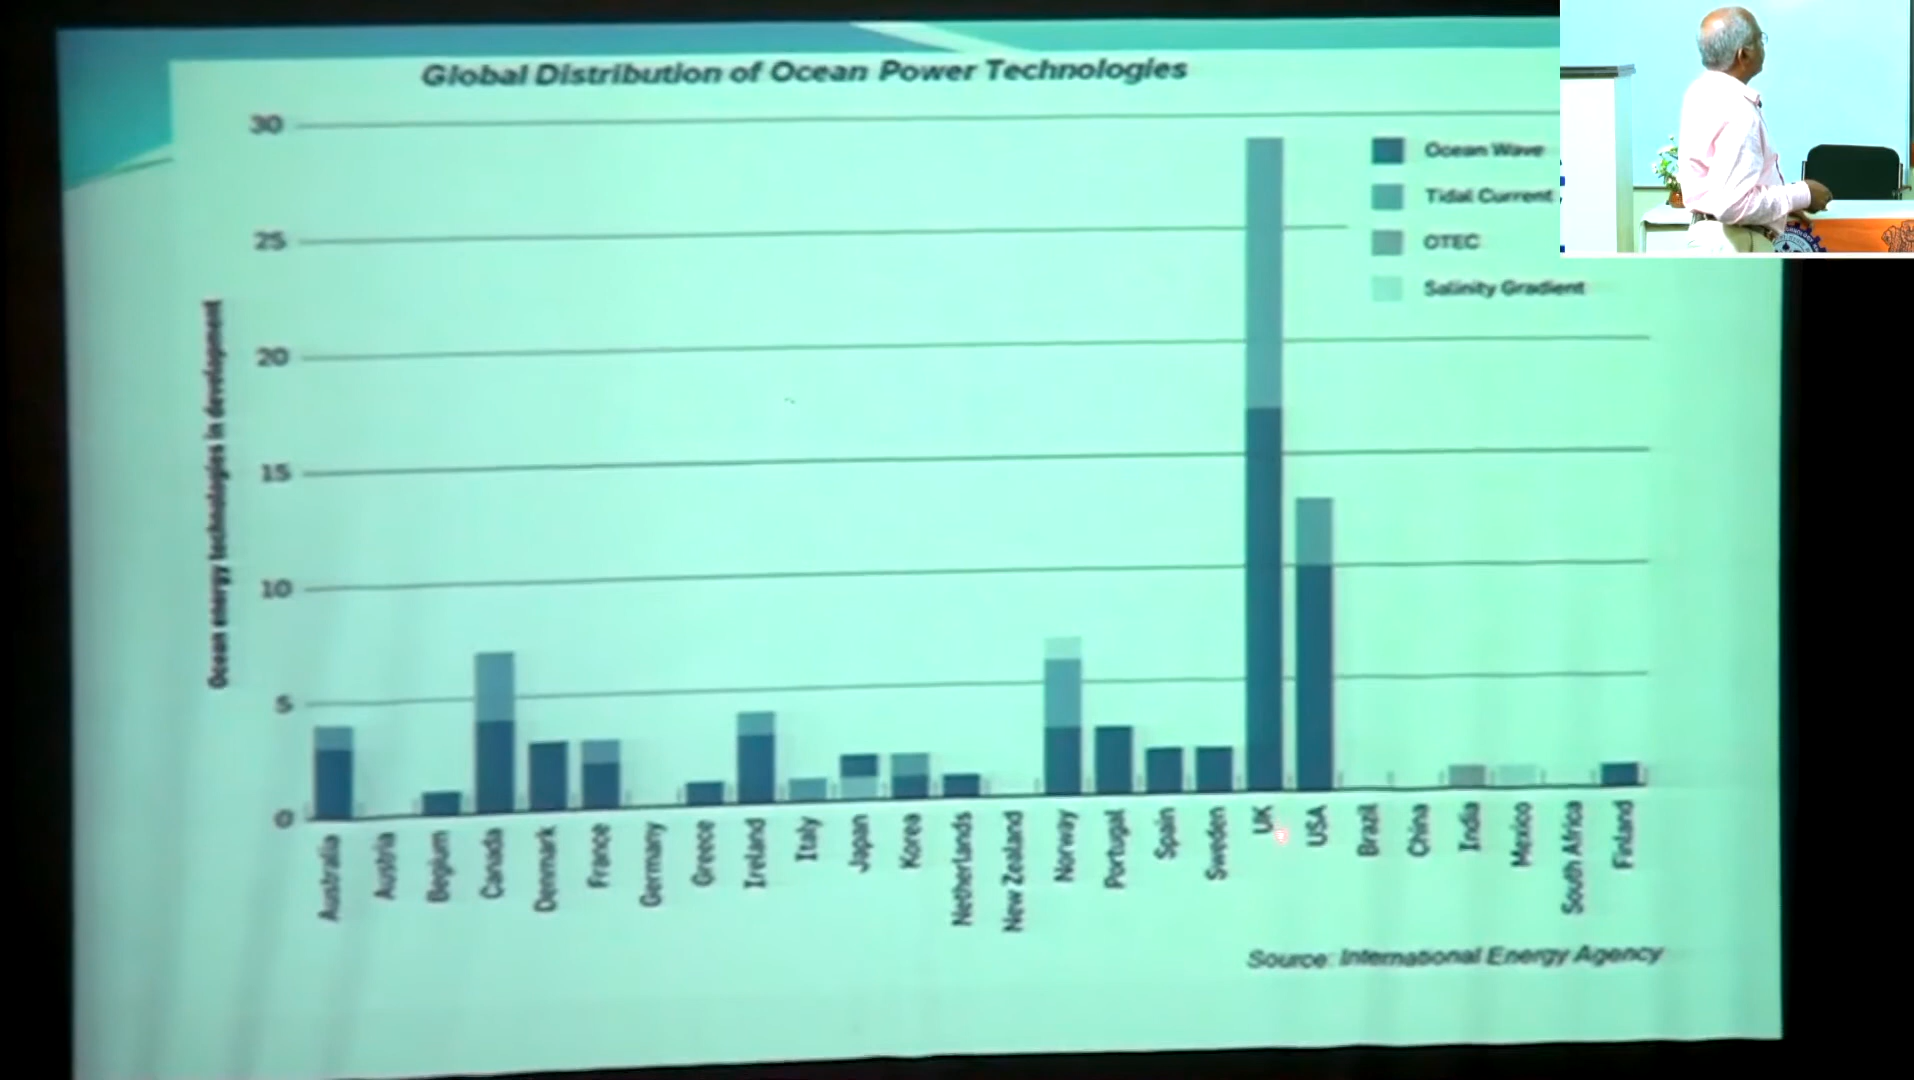 Global Distribution of Ocean Power Technologies
30
25
20
15
10
5
0
Ocean energy technologies in development
Ocean Wave
Tidal Current
OTEC
Salinity Gradient
Australia
Austria
Begium
Canada
Denmark
France
Germany
Greece
Ireland
Italy
Japan
Korea
Netherlands
New Zealand
Norway
Portugal
Spain
Sweden
UK
USA
Brazil
China
India
Mexico
South Africa
Finland
Source: International Energy Agency